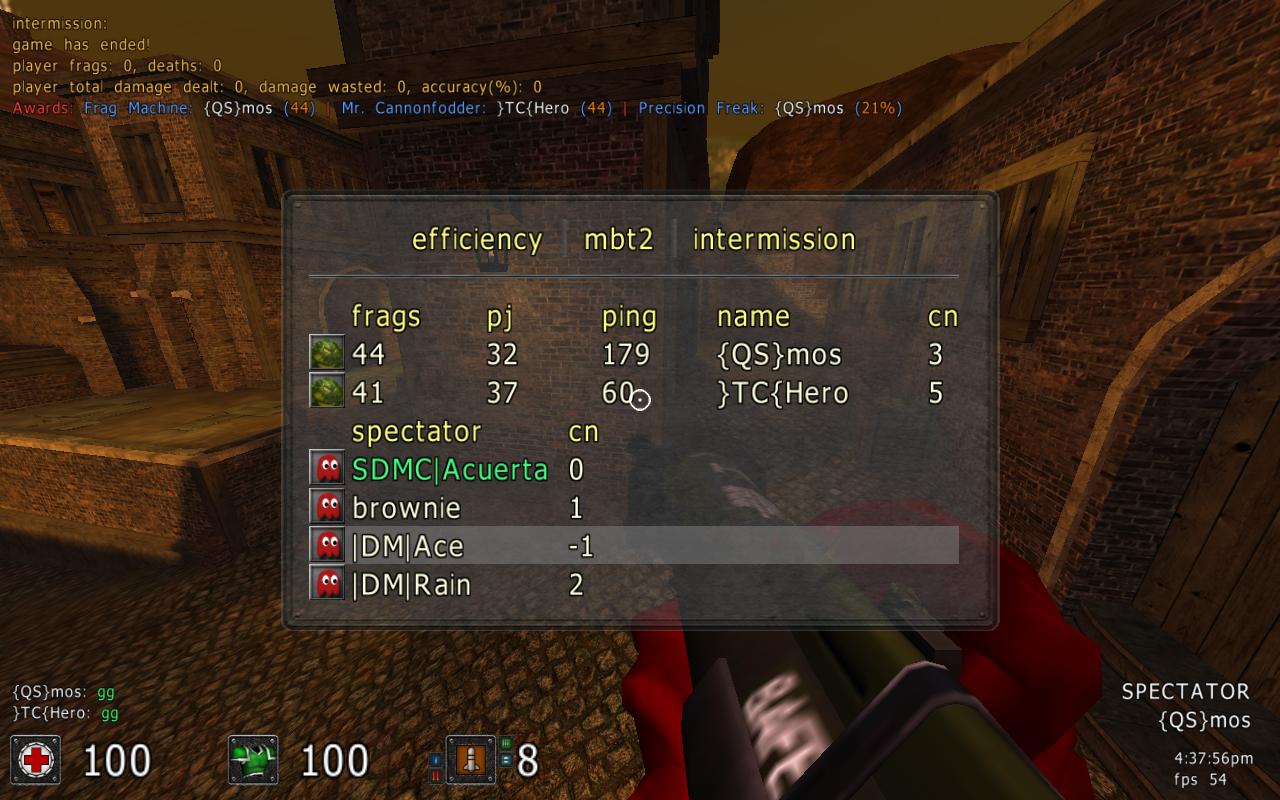 intermission:
game has ended!
player frags: 0, deaths: 0
player total damage dealt: 0, damage wasted: 0, accuracy(%): 0
Awards: Frag Machine: {QS}mos (44) | Mr. Cannonfodder: }TC{Hero (44) | Precision Freak: {QS}mos (21%)
efficiency | mbt2 | intermission
frags pj ping name cn
44 32 179 {QS}mos 3
41 37 60 }TC{Hero 5
spectator cn
SDMC|Acuerta 0
brownie 1
|DM|Ace -1
|DM|Rain 2
{QS}mos: gg
}TC{Hero: gg
100 100 8
SPECTATOR
{QS}mos
4:37:56pm
fps 54